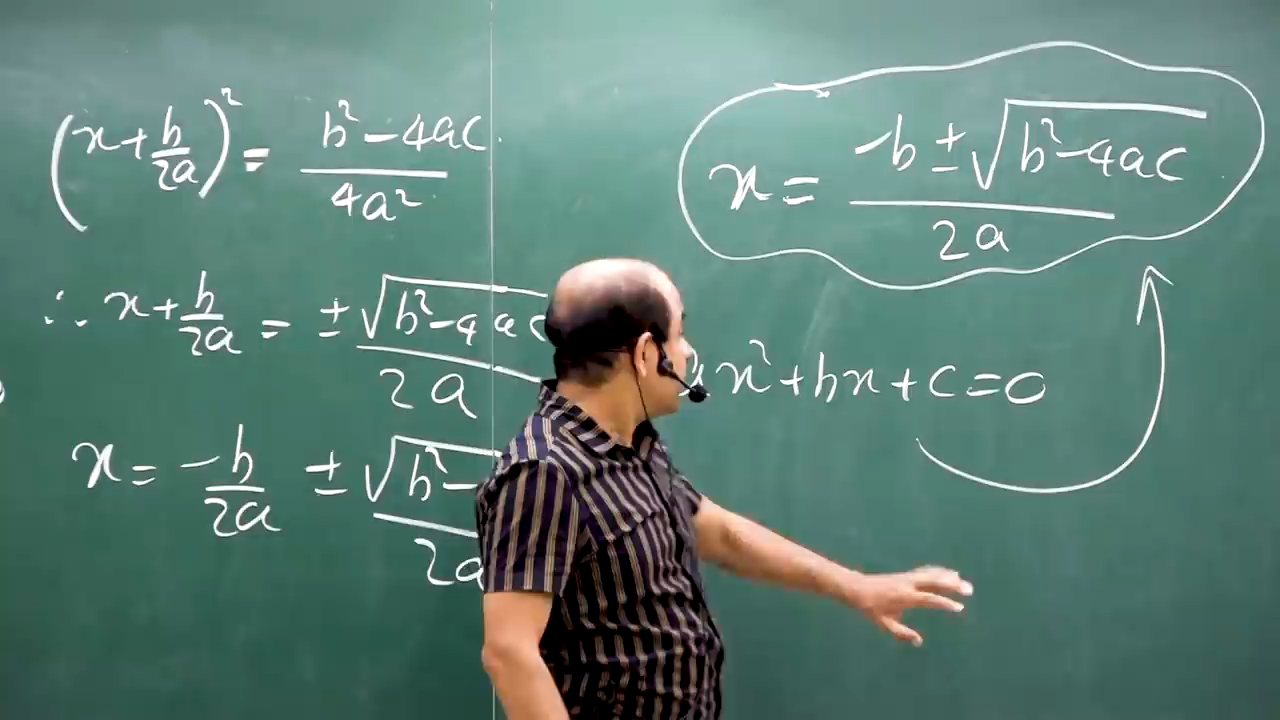 (x + b/2a)² = b² - 4ac / 4a²
∴ x + b/2a = ± √b² - 4ac / 2a
x = -b/2a ± √b² - / 2a
x = -b ± √b² - 4ac / 2a
x² + bx + c = 0